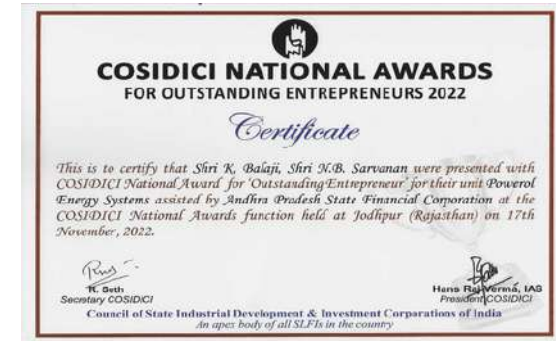 COSIDICI NATIONAL AWARDS
FOR OUTSTANDING ENTREPRENEURS 2022
Certificate
This is to certify that Shri K, Balaji, Shri N.B. Sarvanan were presented with
COSIDICI National Award for 'Outstanding Entrepreneur' for their unit Powerol
Energy Systems assisted by Andhra Pradesh State Financial Corporation at the
COSIDICI National Awards function held at Jodhpur (Rajasthan) on 17th
November, 2022.
R. Seth
Secretary COSIDICI
Hans Raj Verma, IAS
President COSIDICI
Council of State Industrial Development & Investment Corporations of India
An apex body of all SLFIs in the country